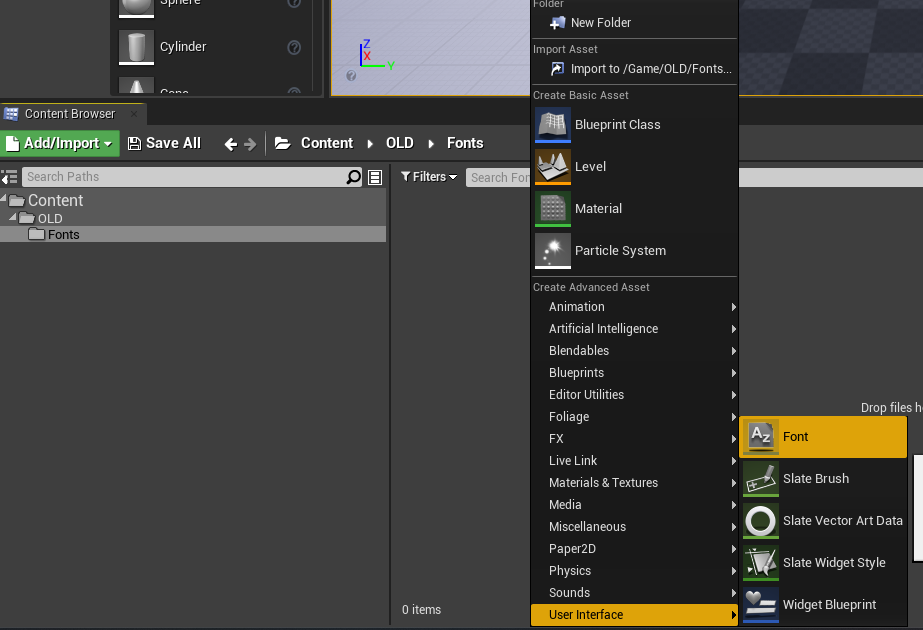 Sphere
Cylinder
Cone
Z
X
Y
Content Browser
Add/Import
Save All
Content
OLD
Fonts
Search Paths
Content
OLD
Fonts
Filters
Search Fon
0 items
Drop files h
Folder
New Folder
Import Asset
Import to /Game/OLD/Fonts...
Create Basic Asset
Blueprint Class
Level
Material
Particle System
Create Advanced Asset
Animation
Artificial Intelligence
Blendables
Blueprints
Editor Utilities
Foliage
FX
Live Link
Materials & Textures
Media
Miscellaneous
Paper2D
Physics
Sounds
User Interface
Font
Slate Brush
Slate Vector Art Data
Slate Widget Style
Widget Blueprint